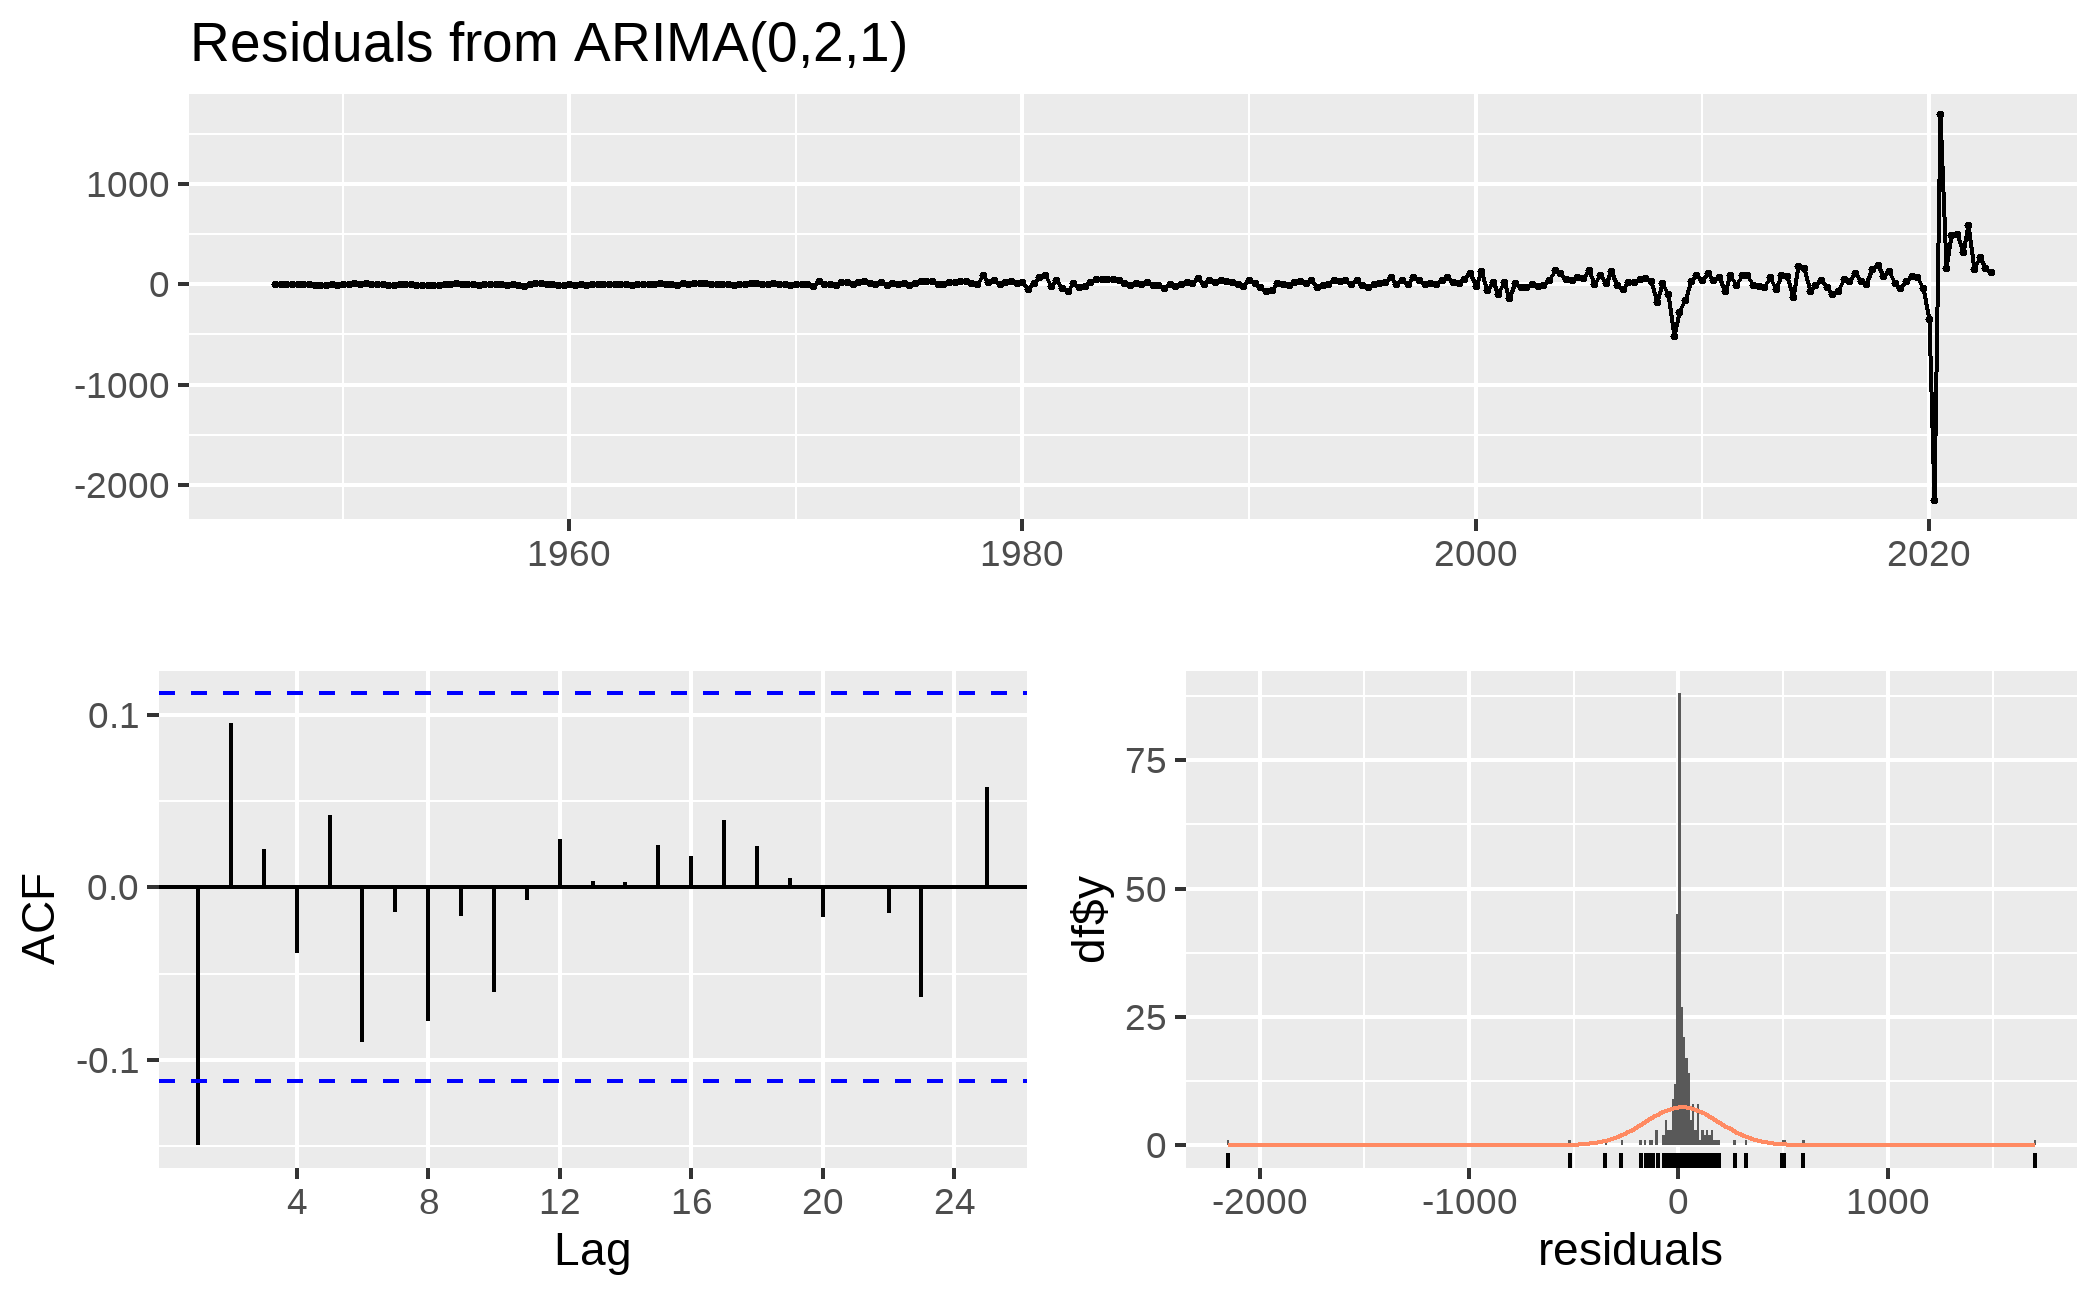 Residuals from ARIMA(0,2,1)
1000
0
-1000
-2000
1960 1980 2000 2020
0.1
0.0
-0.1
ACF
4 8 12 16 20 24
Lag
75
50
25
0
df$y
-2000 -1000 0 1000
residuals